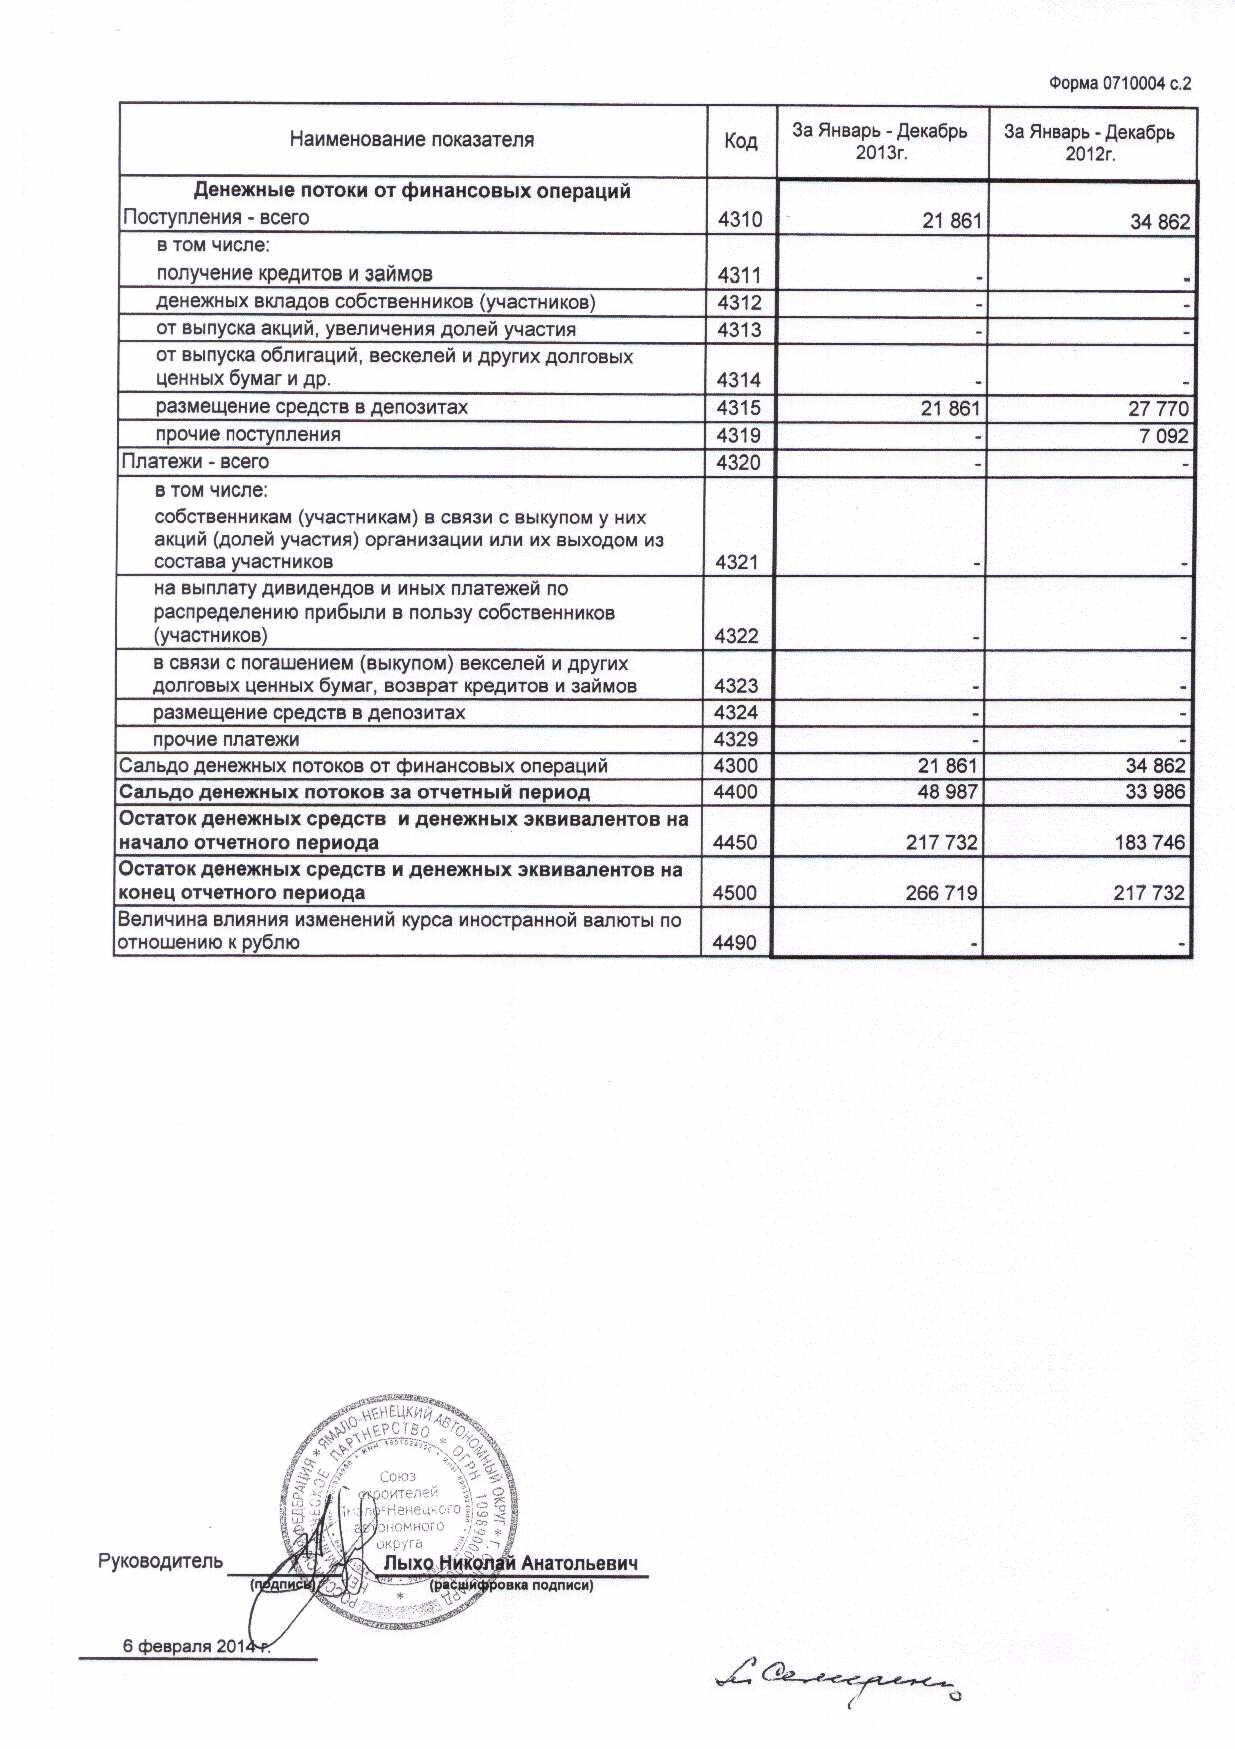 Форма 0710004 с.2
Наименование показателя Код За Январь - Декабрь 2013г. За Январь - Декабрь 2012г.
Денежные потоки от финансовых операций
Поступления - всего 4310 21 861 34 862
в том числе:
получение кредитов и займов 4311 - -
денежных вкладов собственников (участников) 4312 - -
от выпуска акций, увеличения долей участия 4313 - -
от выпуска облигаций, вескелей и других долговых
ценных бумаг и др. 4314 - -
размещение средств в депозитах 4315 21 861 27 770
прочие поступления 4319 - 7 092
Платежи - всего 4320 - -
в том числе:
собственникам (участникам) в связи с выкупом у них
акций (долей участия) организации или их выходом из
состава участников 4321 - -
на выплату дивидендов и иных платежей по
распределению прибыли в пользу собственников
(участников) 4322 - -
в связи с погашением (выкупом) векселей и других
долговых ценных бумаг, возврат кредитов и займов 4323 - -
размещение средств в депозитах 4324 - -
прочие платежи 4329 - -
Сальдо денежных потоков от финансовых операций 4300 21 861 34 862
Сальдо денежных потоков за отчетный период 4400 48 987 33 986
Остаток денежных средств и денежных эквивалентов на
начало отчетного периода 4450 217 732 183 746
Остаток денежных средств и денежных эквивалентов на
конец отчетного периода 4500 266 719 217 732
Величина влияния изменений курса иностранной валюты по
отношению к рублю 4490 - -
ФЕДЕРАЦИЯ * ЯМАЛО-НЕНЕЦКИЙ АВТОНОМНЫЙ ОКРУГ *
ПАРТНЕРСТВО * ОГРН
Союз
строителей
Ямало-Ненецкого
автономного
округа
Руководитель Лыхо Николай Анатольевич
(подпись) (расшифровка подписи)
6 февраля 2014 г.